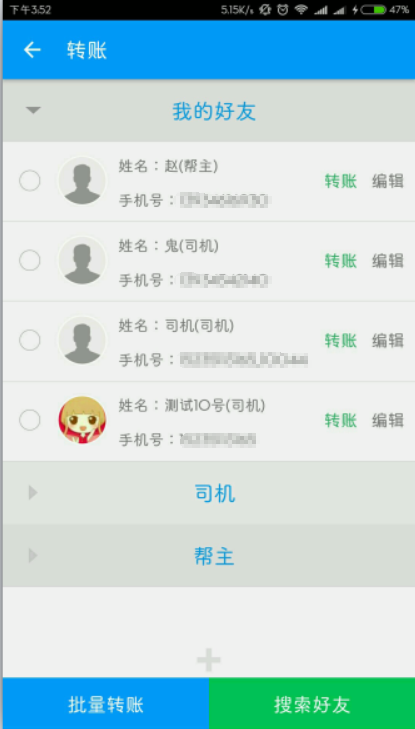 下午3:52
5.15K/s
47%
转账
我的好友
姓名：赵(帮主)
手机号：
转账 编辑
姓名：鬼(司机)
手机号：
转账 编辑
姓名：司机(司机)
手机号：
转账 编辑
姓名：测试10号(司机)
手机号：
转账 编辑
司机
帮主
批量转账
搜索好友